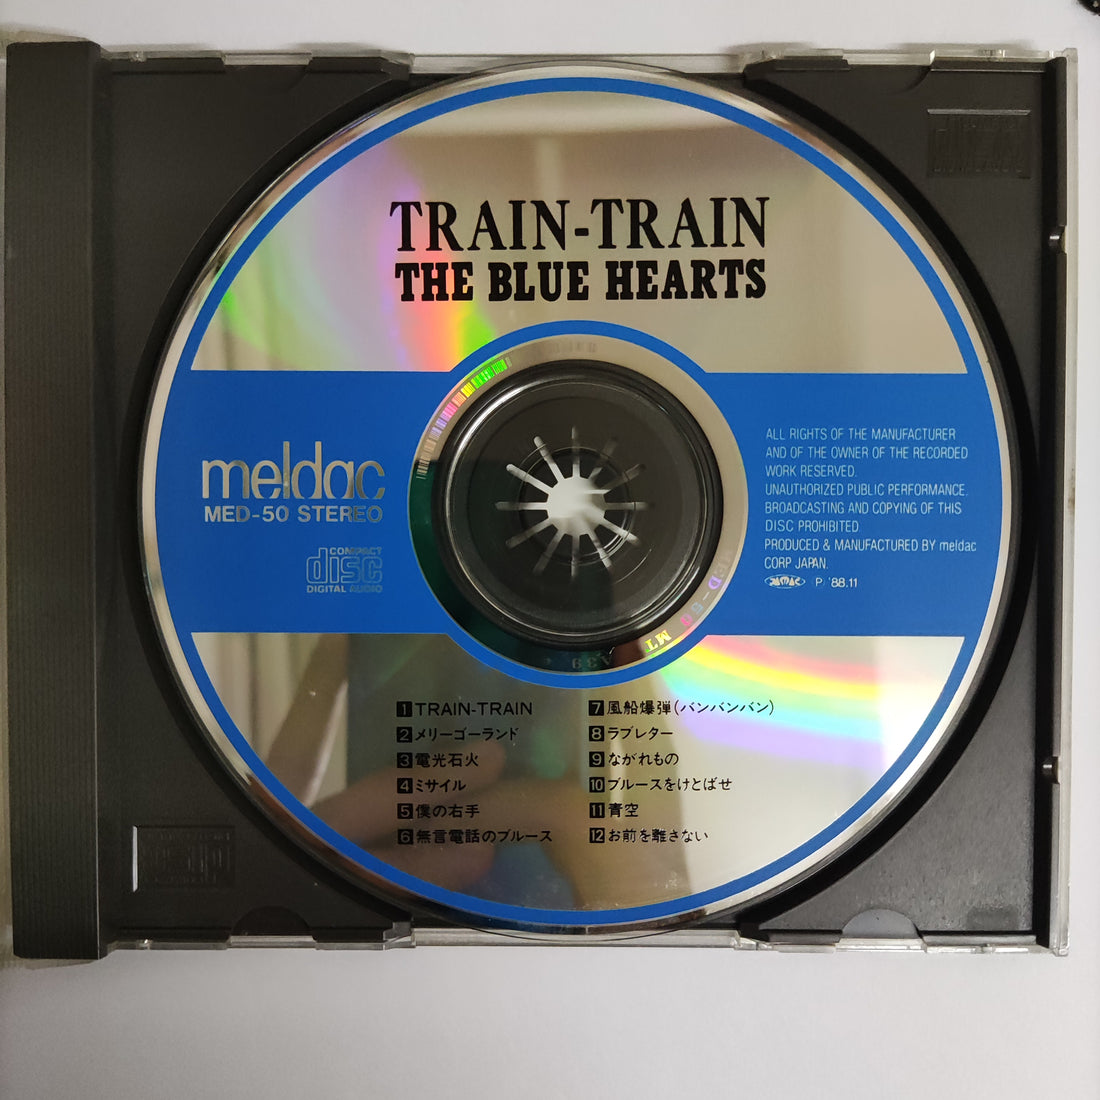 TRAIN-TRAIN
THE BLUE HEARTS
meldac
MED-50 STEREO
COMPACT
disc
DIGITAL AUDIO
ALL RIGHTS OF THE MANUFACTURER
AND OF THE OWNER OF THE RECORDED
WORK RESERVED.
UNAUTHORIZED PUBLIC PERFORMANCE,
BROADCASTING AND COPYING OF THIS
DISC PROHIBITED.
PRODUCED & MANUFACTURED BY meldac
CORP JAPAN.
P '88.11
1 TRAIN-TRAIN
2 メリーゴーランド
3 電光石火
4 ミサイル
5 僕の右手
6 無言電話のブルース
7 風船爆弾(バンバンバン)
8 ラブレター
9 ながれもの
10 ブルースをけとばせ
11 青空
12 お前を離さない